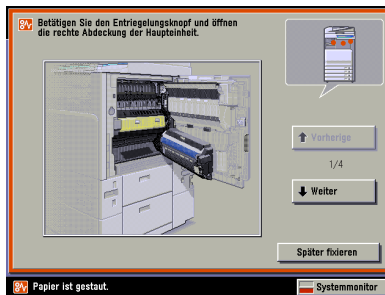 Betätigen Sie den Entriegelungsknopf und öffnen
die rechte Abdeckung der Haupteinheit.
Vorherige
1/4
Weiter
Später fixieren
Papier ist gestaut.
Systemmonitor